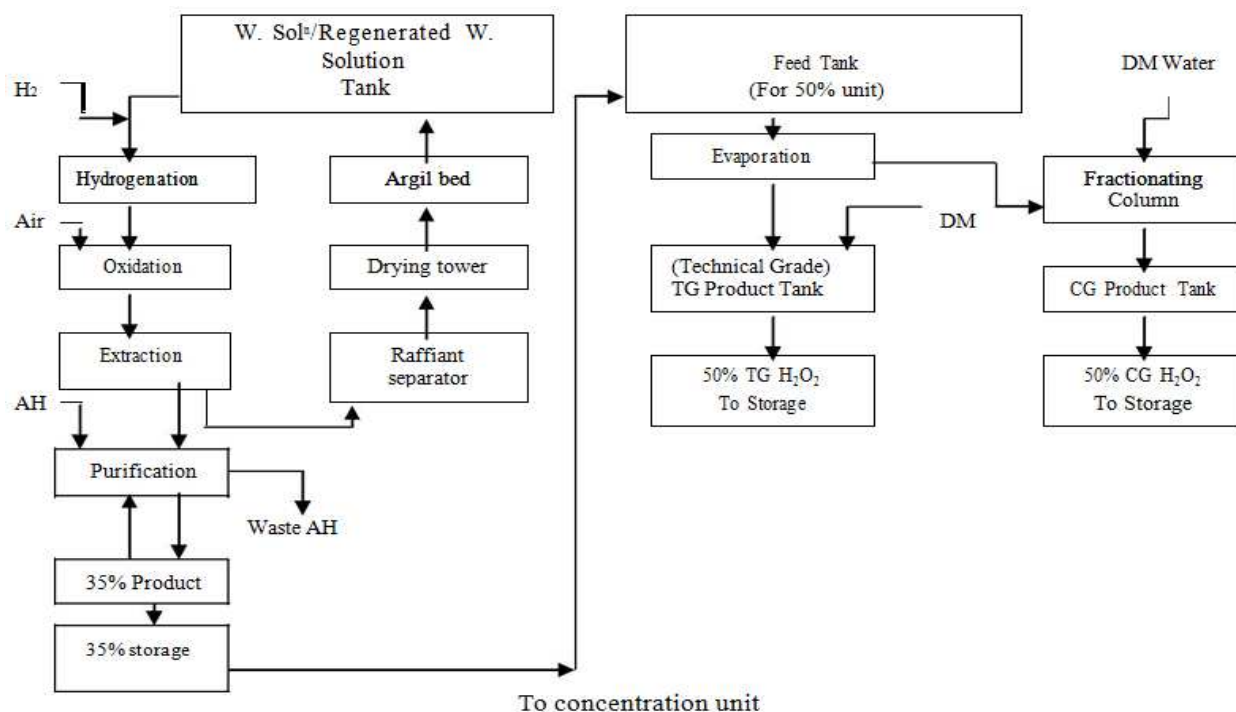 W. Solⁿ/Regenerated W.
Solution
Tank
H₂
Hydrogenation
Air
Oxidation
Extraction
AH
Purification
Waste AH
35% Product
35% storage
Argil bed
Drying tower
Raffiant
separator
To concentration unit
Feed Tank
(For 50% unit)
Evaporation
DM
(Technical Grade)
TG Product Tank
50% TG H₂O₂
To Storage
DM Water
Fractionating
Column
CG Product Tank
50% CG H₂O₂
To Storage